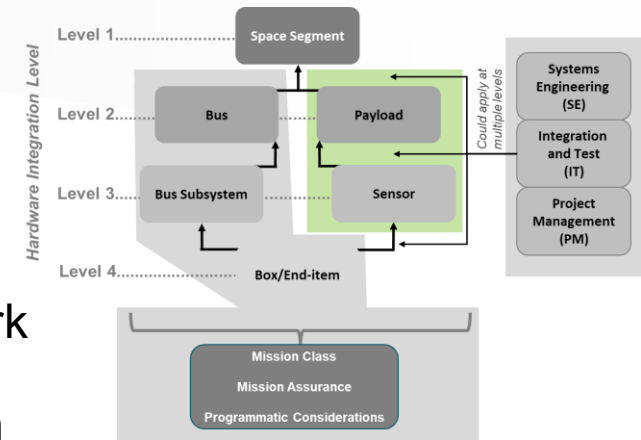 Hardware Integration Level
Level 1
Space Segment
Level 2
Bus
Payload
Level 3
Bus Subsystem
Sensor
Level 4
Box/End-item
Could apply at
multiple levels
Systems
Engineering
(SE)
Integration
and Test
(IT)
Project
Management
(PM)
Mission Class
Mission Assurance
Programmatic Considerations